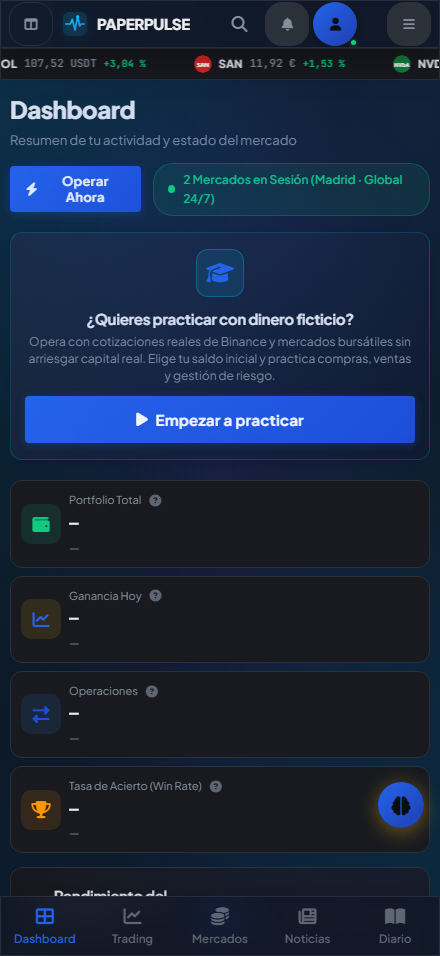 PAPERPULSE
OL 107,52 USDT +3,04 % SAN SAN 11,92 € +1,53 % NVD
Dashboard
Resumen de tu actividad y estado del mercado
Operar
Ahora
2 Mercados en Sesión (Madrid · Global
24/7)
¿Quieres practicar con dinero ficticio?
Opera con cotizaciones reales de Binance y mercados bursátiles sin
arriesgar capital real. Elige tu saldo inicial y practica compras, ventas
y gestión de riesgo.
Empezar a practicar
Portfolio Total ?
—
—
Ganancia Hoy ?
—
—
Operaciones ?
—
—
Tasa de Acierto (Win Rate) ?
—
—
Rendimiento del
Dashboard Trading Mercados Noticias Diario